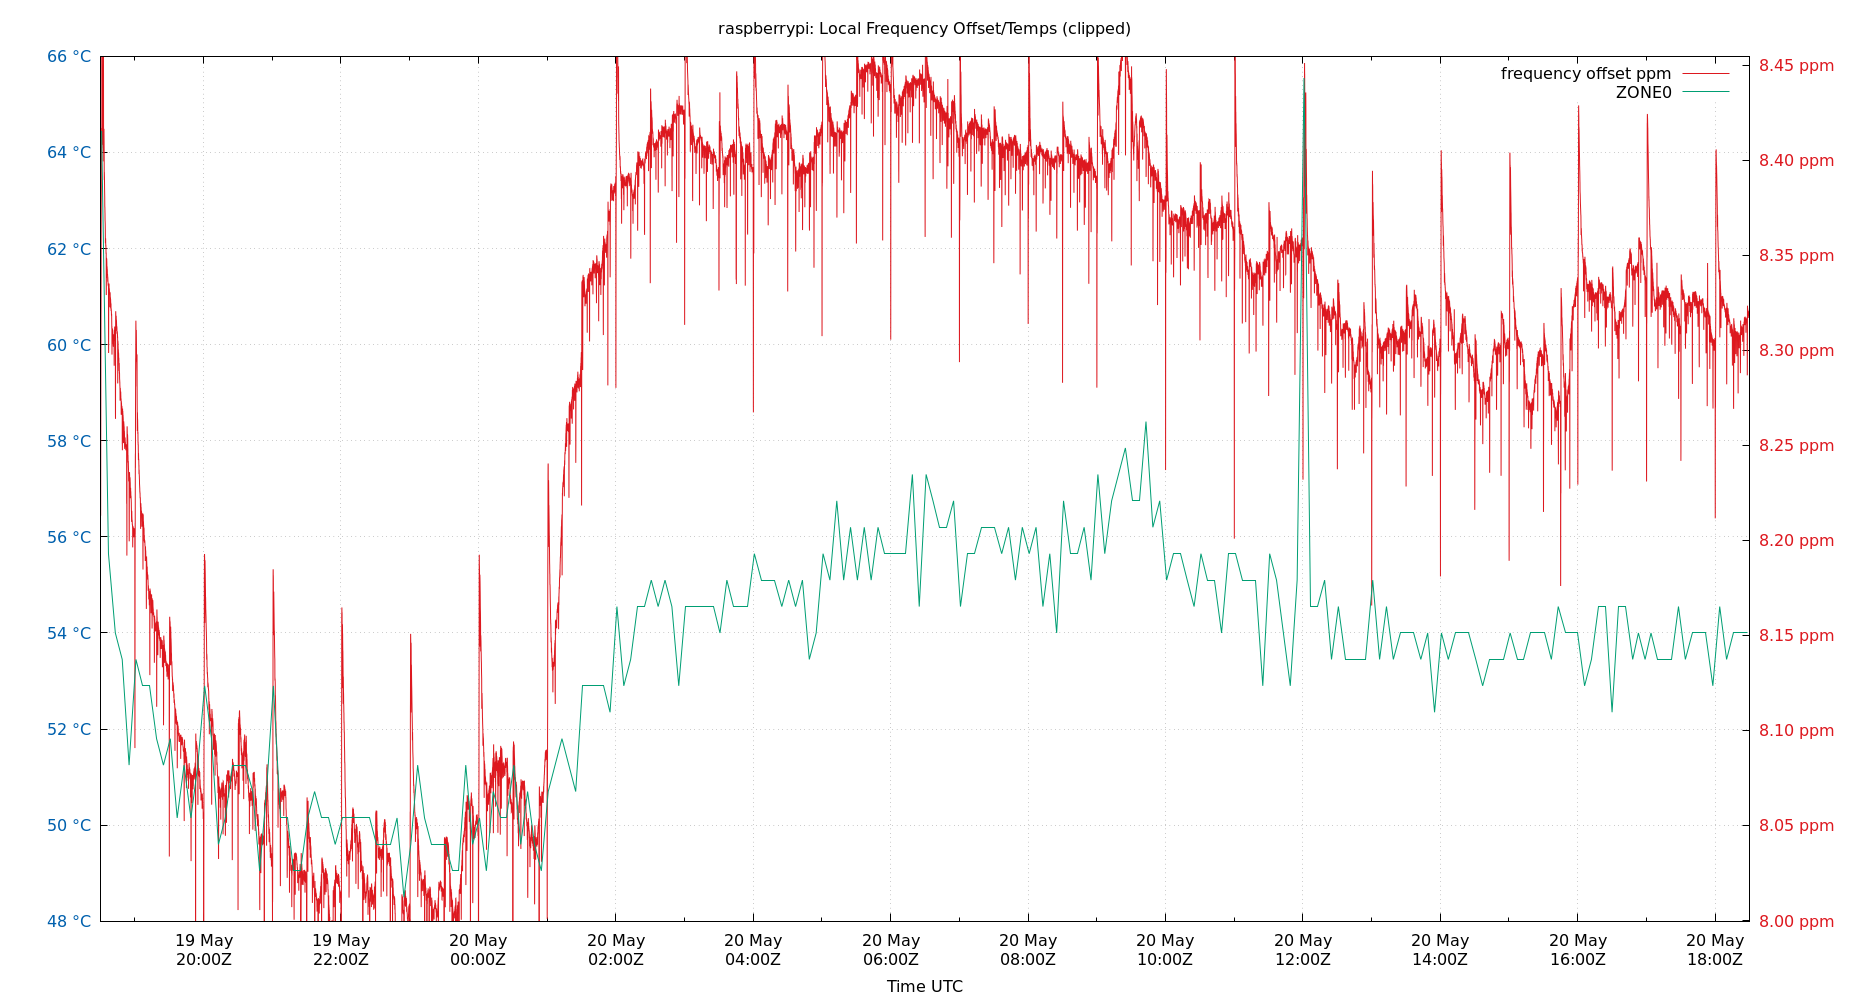 raspberrypi: Local Frequency Offset/Temps (clipped)
frequency offset ppm
ZONE0
66 °C
64 °C
62 °C
60 °C
58 °C
56 °C
54 °C
52 °C
50 °C
48 °C
8.45 ppm
8.40 ppm
8.35 ppm
8.30 ppm
8.25 ppm
8.20 ppm
8.15 ppm
8.10 ppm
8.05 ppm
8.00 ppm
19 May
20:00Z
19 May
22:00Z
20 May
00:00Z
20 May
02:00Z
20 May
04:00Z
20 May
06:00Z
20 May
08:00Z
20 May
10:00Z
20 May
12:00Z
20 May
14:00Z
20 May
16:00Z
20 May
18:00Z
Time UTC